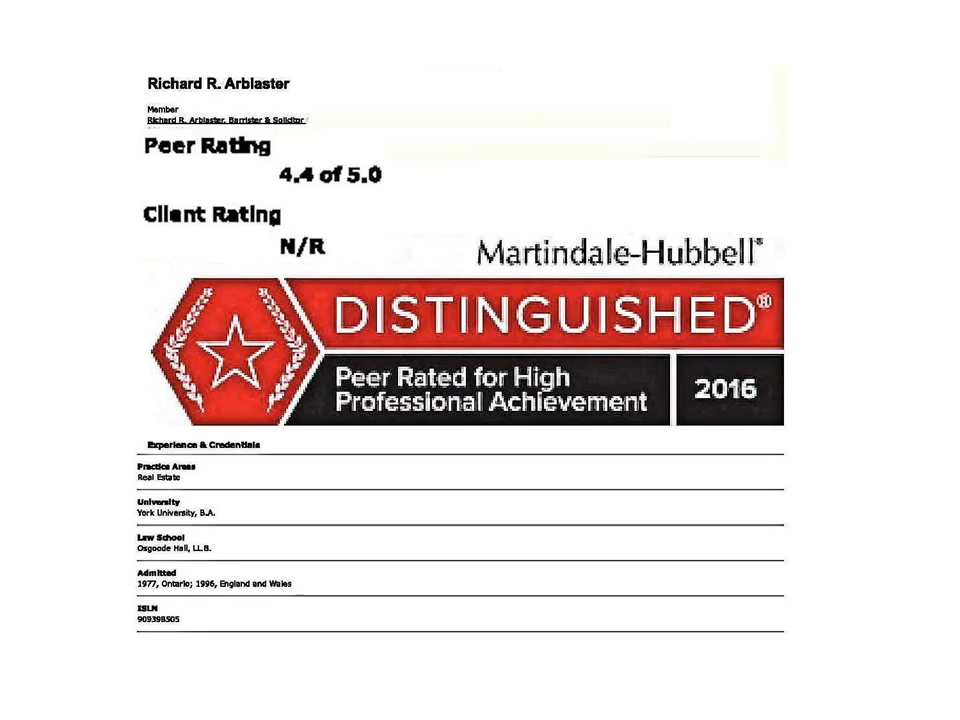 Richard R. Arblaster
Member
Richard R. Arblaster, Barrister & Solicitor
Peer Rating
4.4 of 5.0
Client Rating
N/R
Martindale-Hubbell®
DISTINGUISHED®
Peer Rated for High
Professional Achievement
2016
Experience & Credentials
Practice Areas
Real Estate
University
York University, B.A.
Law School
Osgoode Hall, LL.B.
Admitted
1977, Ontario; 1996, England and Wales
ISLN
909398505